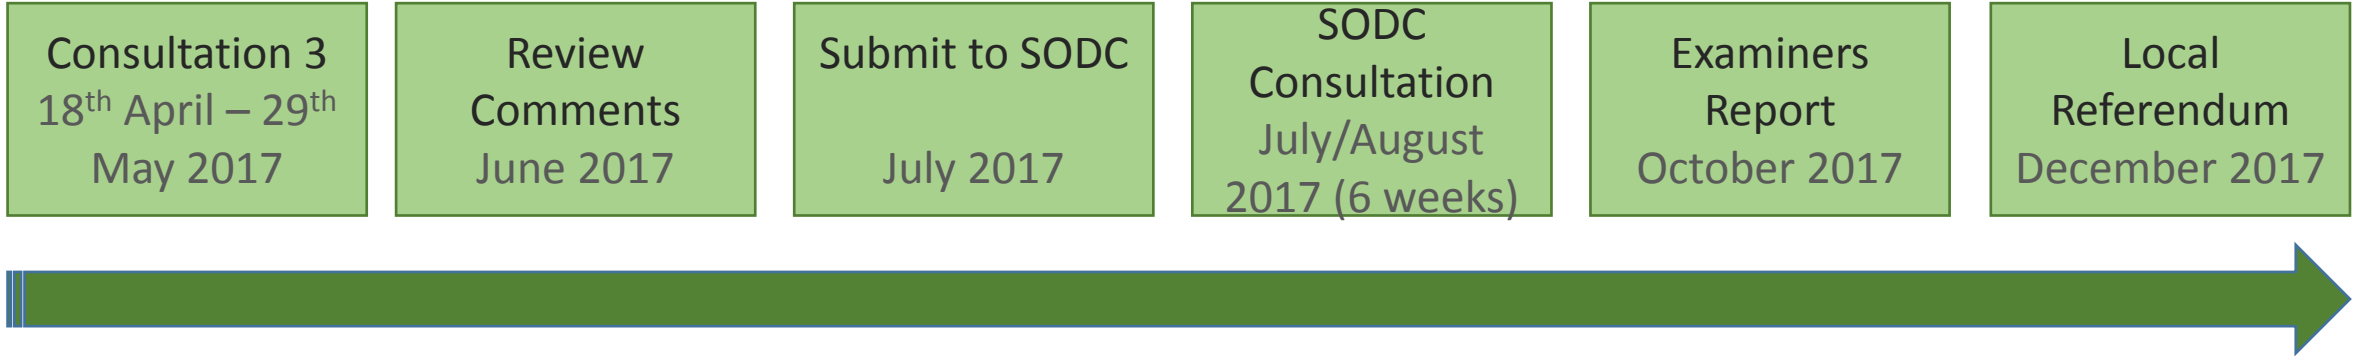 Consultation 3
18th April – 29th
May 2017
Review
Comments
June 2017
Submit to SODC
July 2017
SODC
Consultation
July/August
2017 (6 weeks)
Examiners
Report
October 2017
Local
Referendum
December 2017